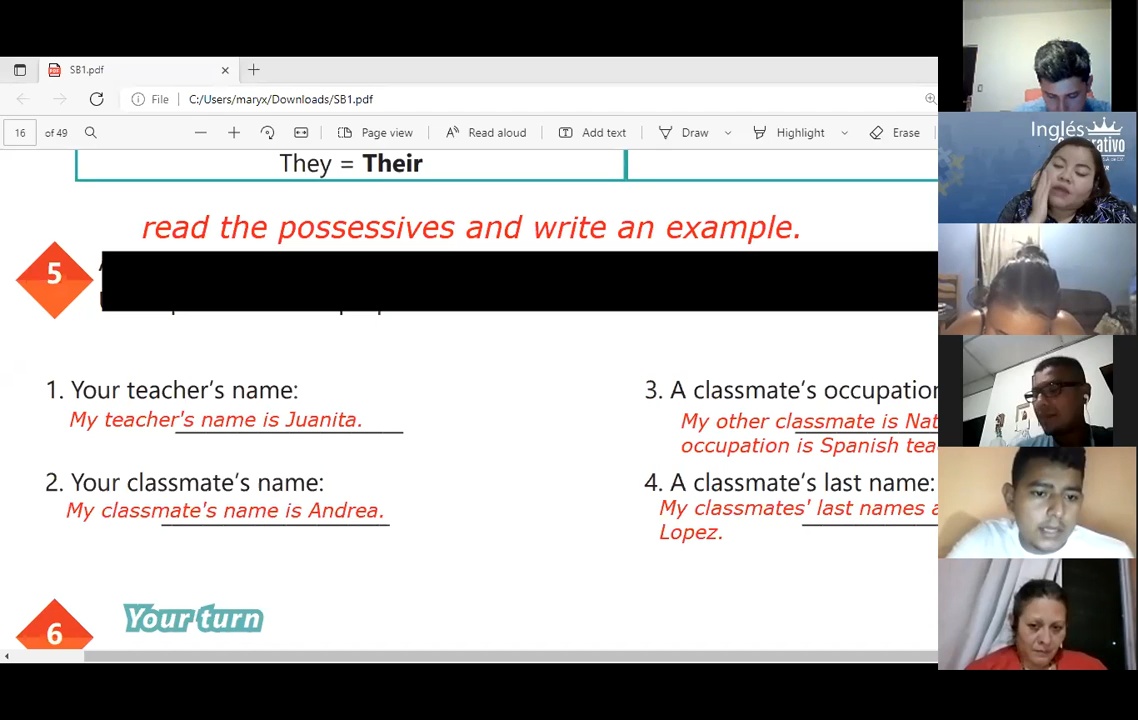 SB1.pdf
File C:/Users/maryx/Downloads/SB1.pdf
16 of 49 Page view Read aloud Add text Draw Highlight Erase
They = Their
read the possessives and write an example.
5
1. Your teacher's name:
My teacher's name is Juanita.
2. Your classmate's name:
My classmate's name is Andrea.
3. A classmate's occupation
My other classmate is Nat
occupation is Spanish tea
4. A classmate's last name:
My classmates' last names a
Lopez.
6 Your turn
Inglés